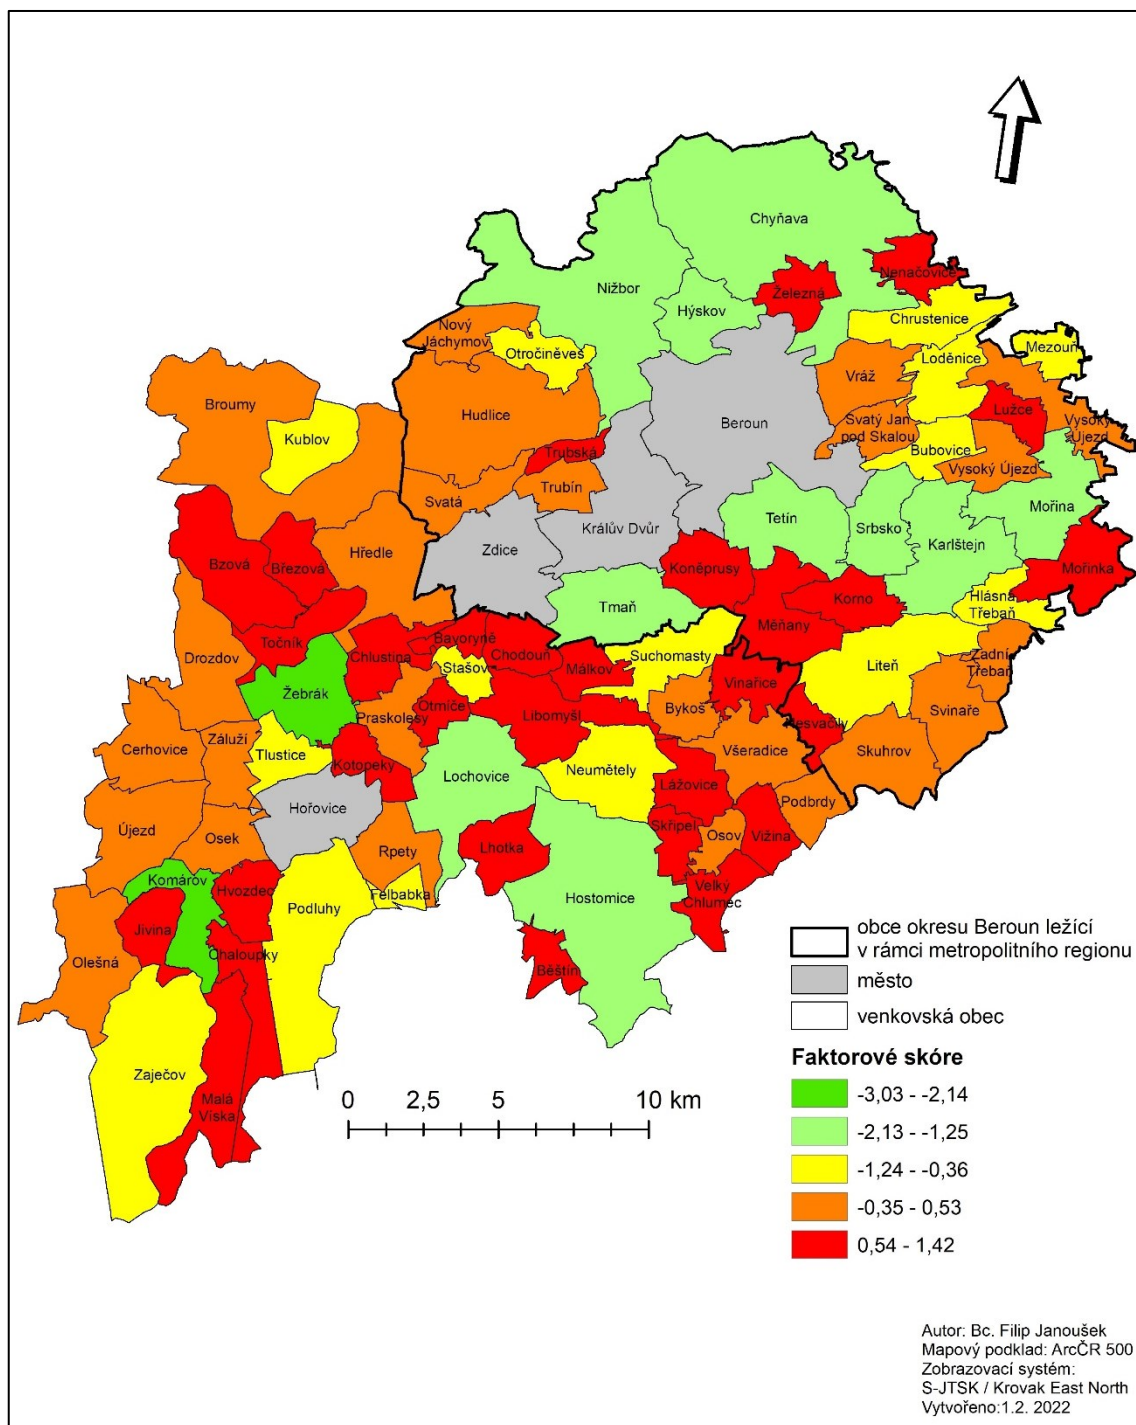 Chyňava
Nenačovice
Železná
Nižbor
Hýskov
Chrustenice
Nový
Jáchymov
Otročiněves
Mezouň
Loděnice
Vráž
Broumy
Hudlice
Beroun
Lužce
Kublov
Svatý Jan
pod Skalou
Vysoký
Újezd
Trubská
Bubovice
Vysoký Újezd
Svatá
Trubín
Mořina
Tetín
Srbsko
Králův Dvůr
Zdice
Karlštejn
Hředle
Bzová
Březová
Koněprusy
Mořinka
Korno
Hlásná
Třebaň
Tmaň
Měňany
Točník
Bavoryně
Chlustina
Chodouň
Málkov
Suchomasty
Drozdov
Stašov
Liteň
Zadní
Třebaň
Vinařice
Žebrák
Praskolesy
Otmíče
Libomyšl
Bykoš
Nesvačily
Svinaře
Záluží
Cerhovice
Tlustice
Kotopeky
Všeradice
Skuhrov
Lochovice
Neumětely
Lážovice
Hořovice
Podbrdy
Újezd
Osek
Skřipel
Osov
Vižina
Rpety
Lhotka
Komárov
Hvozdec
Felbabka
Velký
Chlumec
Podluhy
Hostomice
Jivina
Chaloupky
Olešná
Běštín
Zaječov
Malá
Víska
obce okresu Beroun ležící
v rámci metropolitního regionu
město
venkovská obec
Faktorové skóre
-3,03 - -2,14
-2,13 - -1,25
-1,24 - -0,36
-0,35 - 0,53
0,54 - 1,42
0 2,5 5 10 km
Autor: Bc. Filip Janoušek
Mapový podklad: ArcČR 500
Zobrazovací systém:
S-JTSK / Krovak East North
Vytvořeno:1.2. 2022